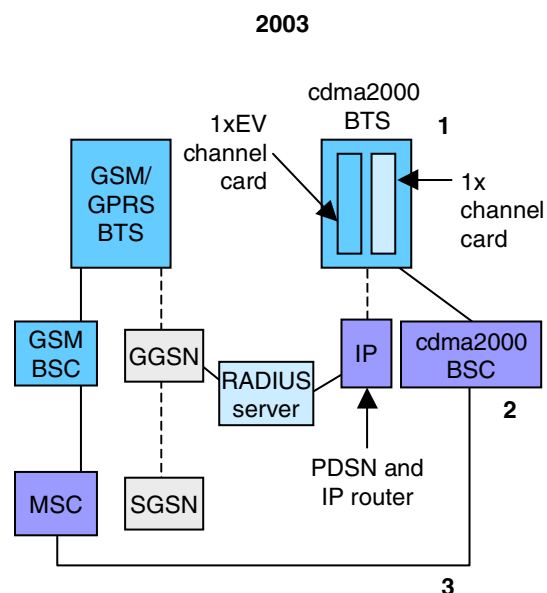 2003
cdma2000
BTS
1
1xEV
channel
card
GSM/
GPRS
BTS
1x
channel
card
GSM
BSC
GGSN
RADIUS
server
IP
cdma2000
BSC
2
PDSN and
IP router
MSC
SGSN
3